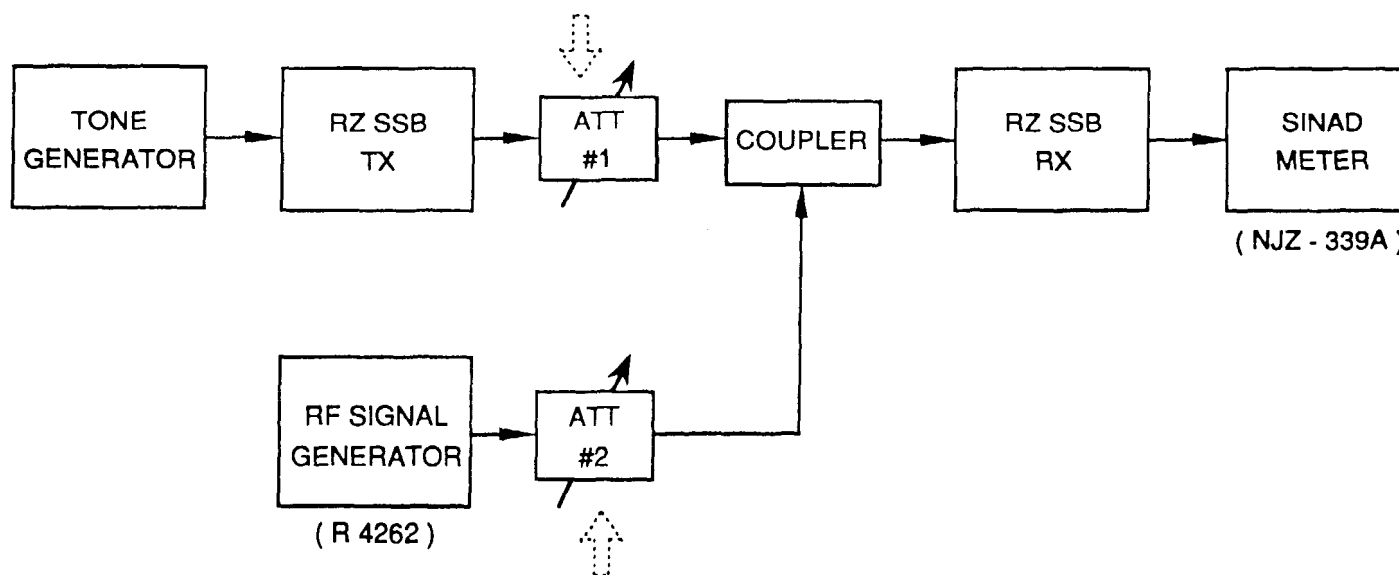 TONE
GENERATOR
RZ SSB
TX
ATT
#1
COUPLER
RZ SSB
RX
SINAD
METER
( NJZ - 339A )
RF SIGNAL
GENERATOR
( R 4262 )
ATT
#2